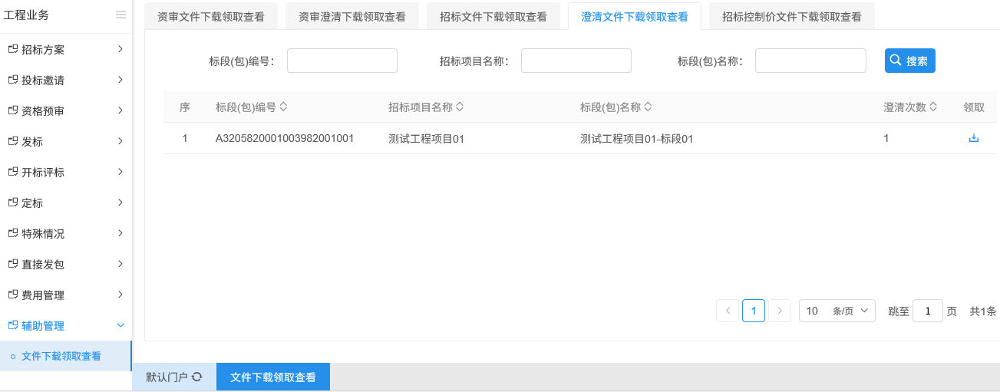 工程业务
招标方案
投标邀请
资格预审
发标
开标评标
定标
特殊情况
直接发包
费用管理
辅助管理
文件下载领取查看
资审文件下载领取查看 资审澄清下载领取查看 招标文件下载领取查看 澄清文件下载领取查看 招标控制价文件下载领取查看
标段(包)编号： 招标项目名称： 标段(包)名称： 搜索
序 标段(包)编号 招标项目名称 标段(包)名称 澄清次数 领取
1 A3205820001003982001001 测试工程项目01 测试工程项目01-标段01 1
1 10 条/页 跳至 1 页 共1条
默认门户 文件下载领取查看